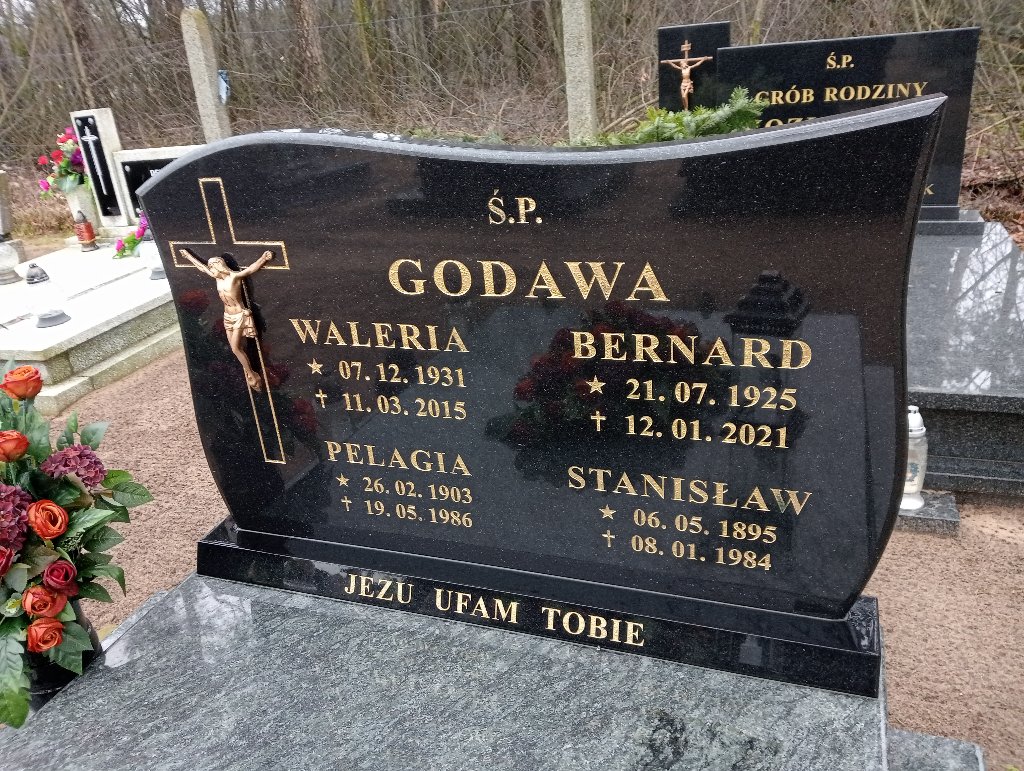 Ś.P.
GODAWA
WALERIA
★ 07. 12. 1931
✝ 11. 03. 2015
BERNARD
★ 21. 07. 1925
✝ 12. 01. 2021
PELAGIA
★ 26. 02. 1903
✝ 19. 05. 1986
STANISŁAW
★ 06. 05. 1895
✝ 08. 01. 1984
JEZU UFAM TOBIE
Ś.P.
GRÓB RODZINY